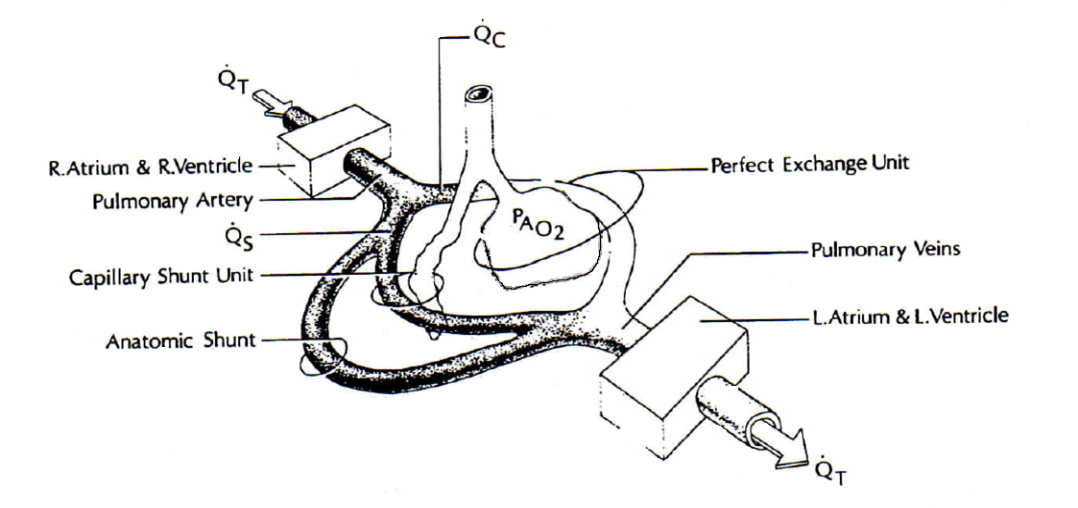 Q̇C
Q̇T
R.Atrium & R.Ventricle
Perfect Exchange Unit
Pulmonary Artery
PAO2
Q̇S
Pulmonary Veins
Capillary Shunt Unit
L.Atrium & L.Ventricle
Anatomic Shunt
Q̇T